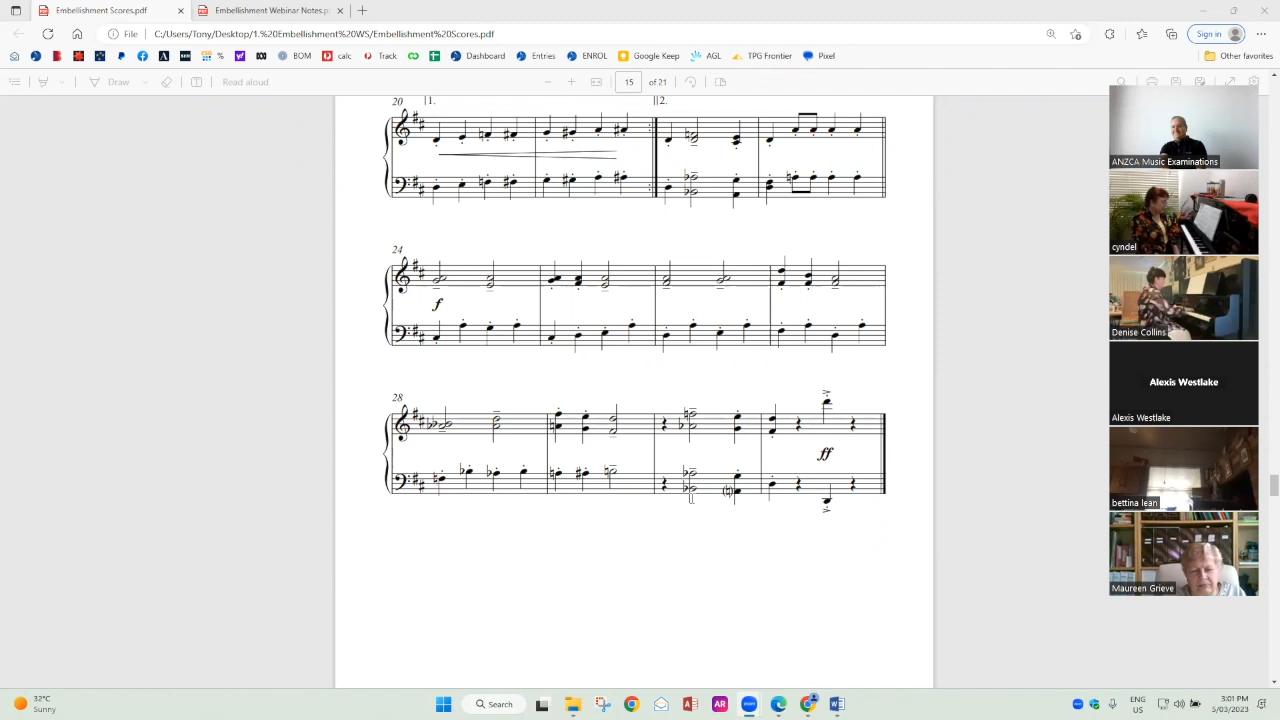 Embellishment Scores.pdf
Embellishment Webinar Notes.p
File
C:/Users/Tony/Desktop/1.%20Embellishment%20WS/Embellishment%20Scores.pdf
Sign in
BOM
calc
Track
Dashboard
Entries
ENROL
Google Keep
AGL
TPG Frontier
Pixel
Other favorites
Draw
Read aloud
15 of 21
20
1.
2.
24
f
28
ff
ANZCA Music Examinations
cyndel
Denise Collins
Alexis Westlake
Alexis Westlake
bettina lean
Maureen Grieve
32°C
Sunny
Search
AR
zoom
ENG
US
3:01 PM
5/03/2023